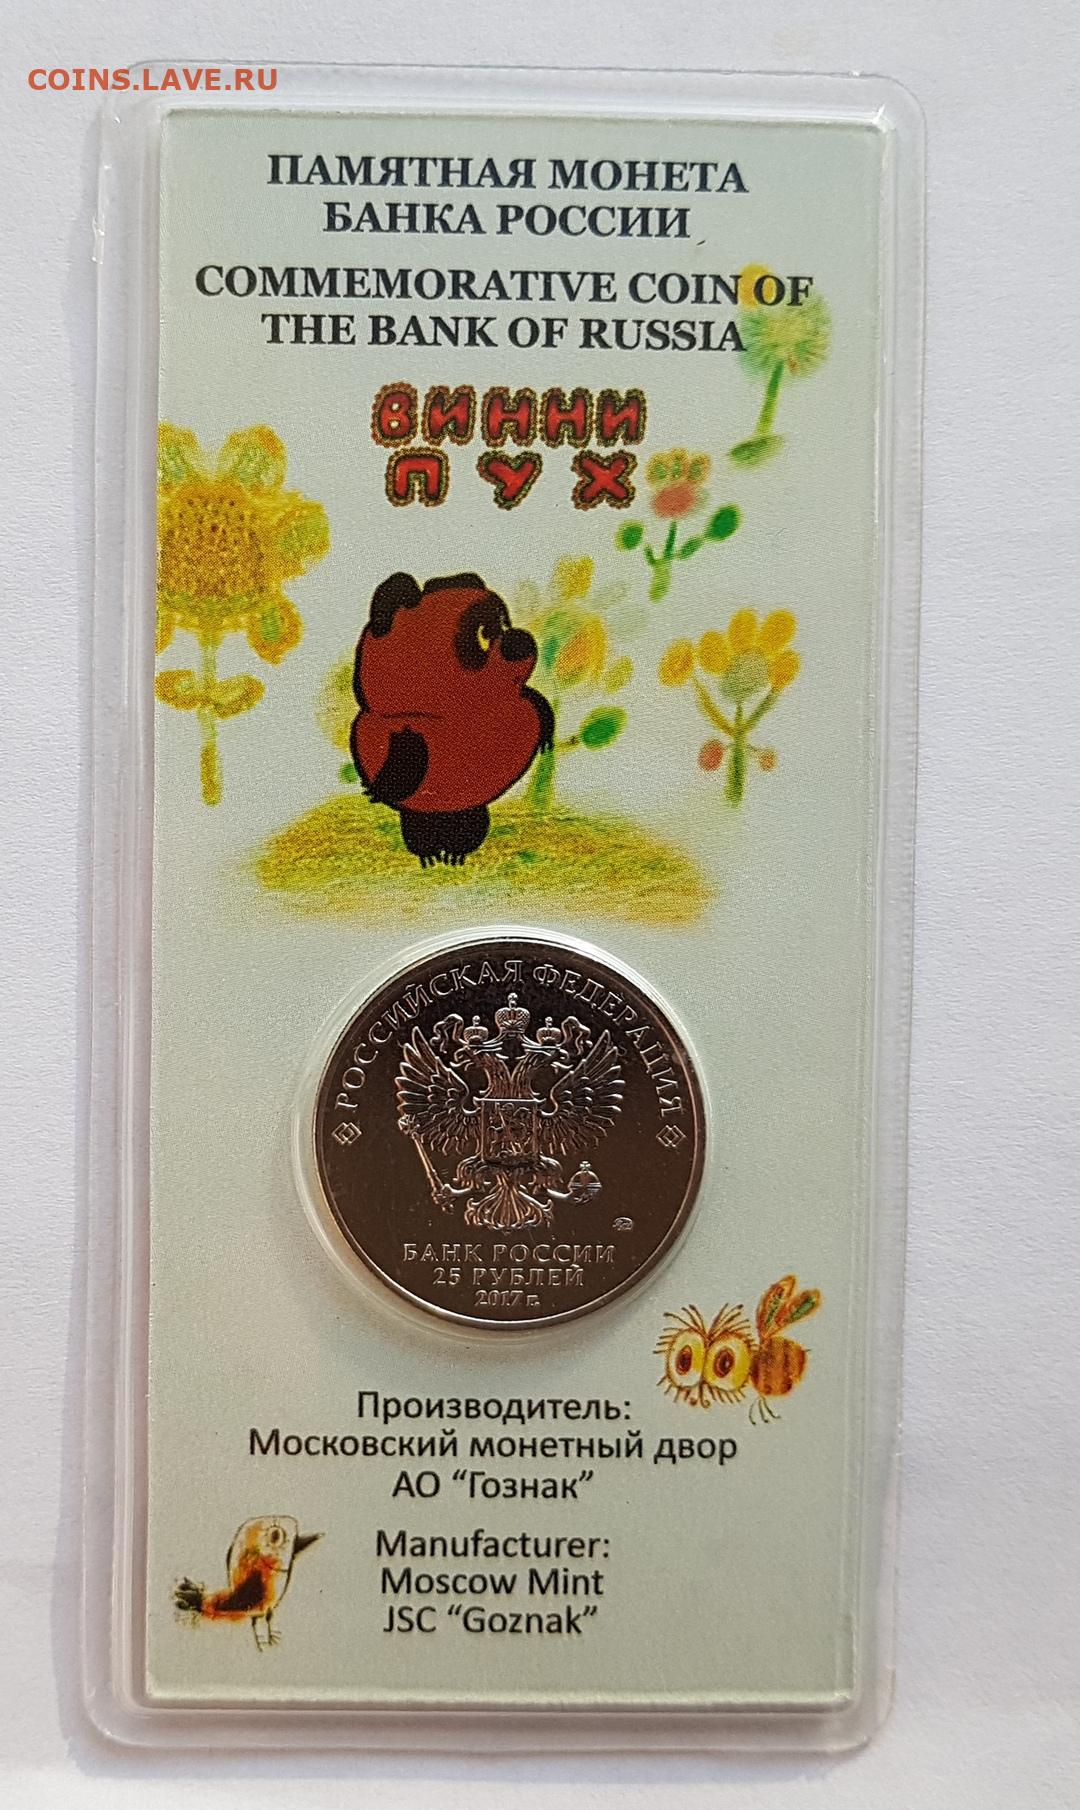 COINS.LAVE.RU
ПАМЯТНАЯ МОНЕТА
БАНКА РОССИИ
COMMEMORATIVE COIN OF
THE BANK OF RUSSIA
ВИННИ
ПУХ
РОССИЙСКАЯ ФЕДЕРАЦИЯ
БАНК РОССИИ
25 РУБЛЕЙ
2017 г.
Производитель:
Московский монетный двор
АО “Гознак”
Manufacturer:
Moscow Mint
JSC “Goznak”